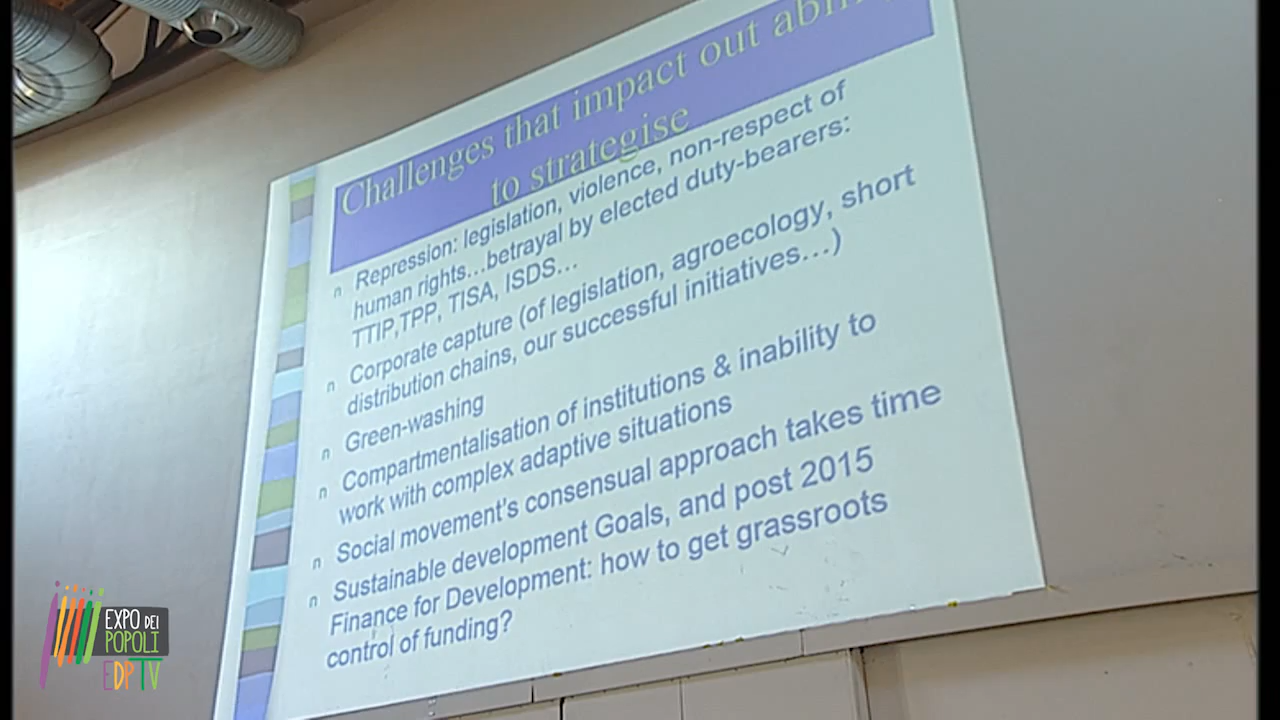 Challenges that impact out
to strategise
n Repression: legislation, violence, non-respect of
human rights...betrayal by elected duty-bearers:
TTIP,TPP, TISA, ISDS...
n Corporate capture (of legislation, agroecology, short
distribution chains, our successful initiatives...)
n Green-washing
n Compartmentalisation of institutions & inability to
work with complex adaptive situations
n Social movement's consensual approach takes time
n Sustainable development Goals, and post 2015
Finance for Development: how to get grassroots
control of funding?
EXPO DEI
POPOLI
EDPTV